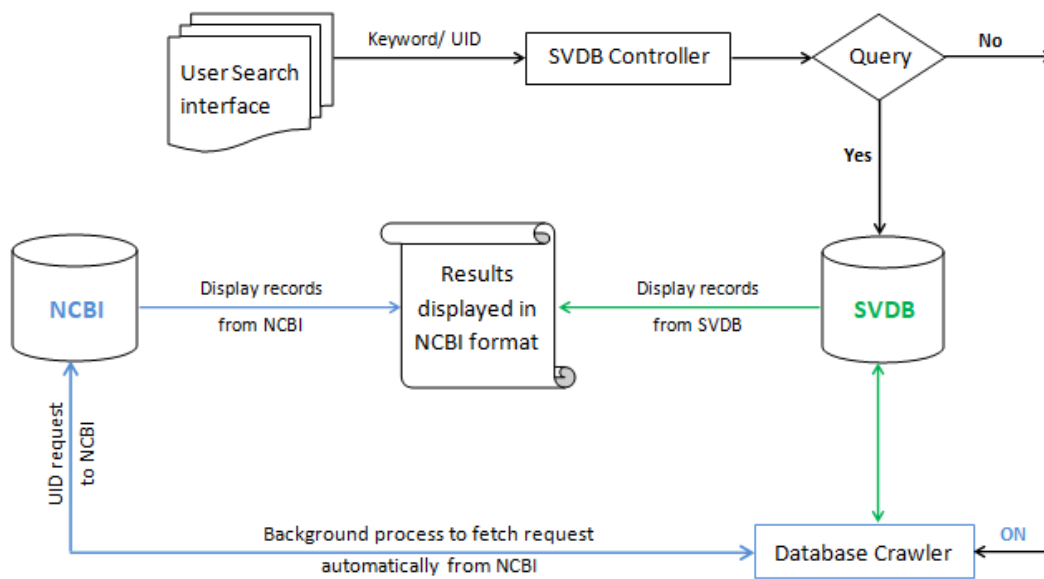 User Search
interface
Keyword/ UID
SVDB Controller
Query
No
Yes
NCBI
Display records
from NCBI
Results
displayed in
NCBI format
Display records
from SVDB
SVDB
UID request
to NCBI
Background process to fetch request
automatically from NCBI
Database Crawler
ON